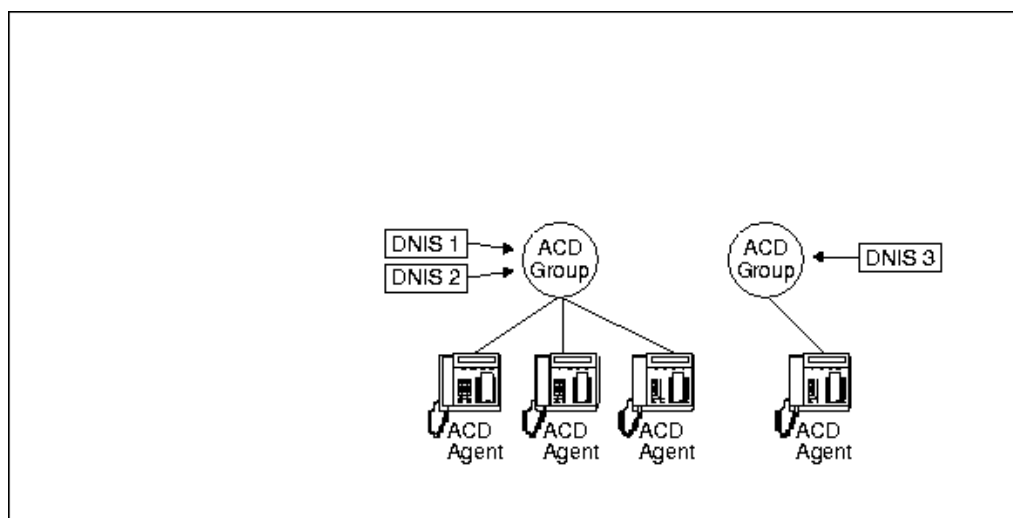 DNIS 1
DNIS 2
ACD
Group
ACD
Group
DNIS 3
ACD
Agent
ACD
Agent
ACD
Agent
ACD
Agent